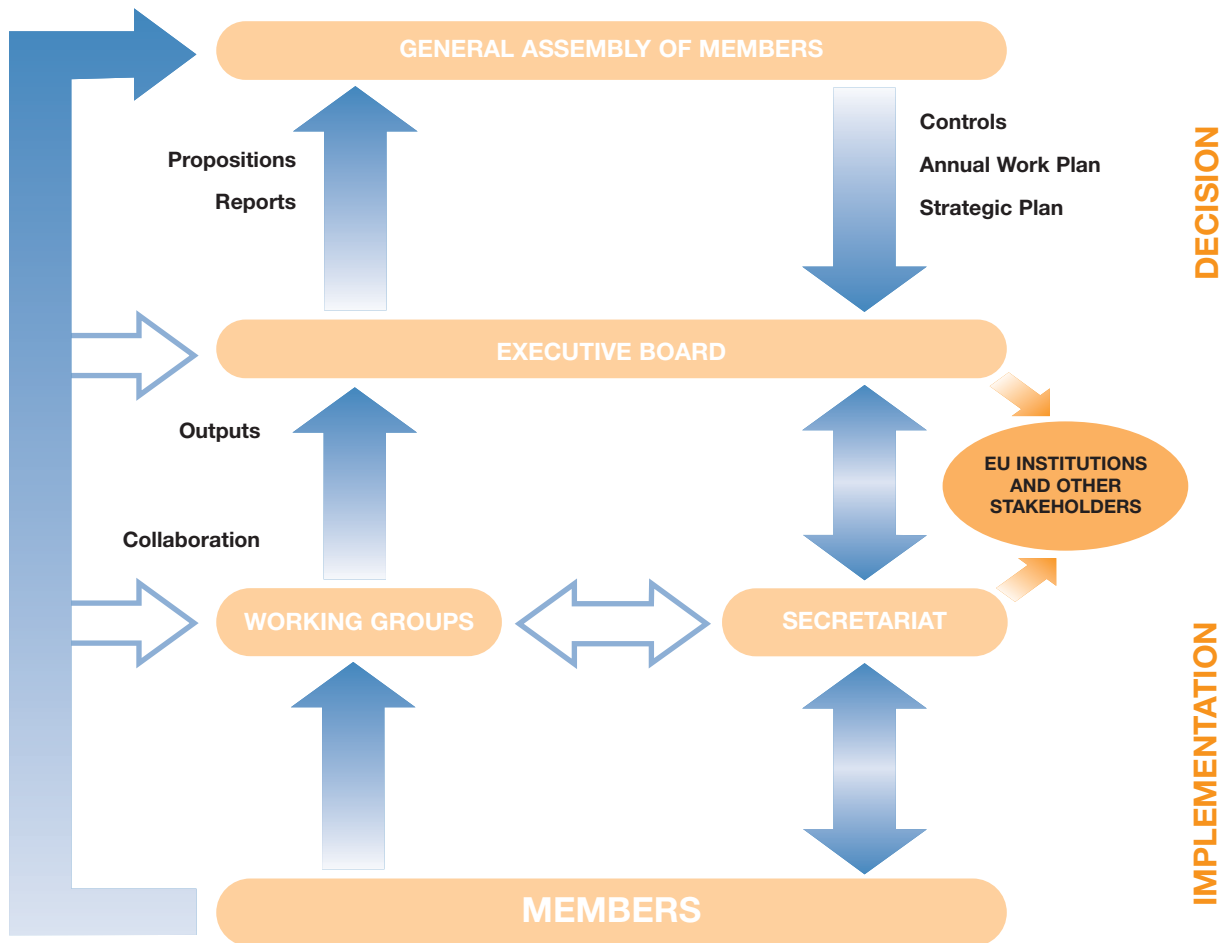 GENERAL ASSEMBLY OF MEMBERS
Propositions
Reports
Controls
Annual Work Plan
Strategic Plan
DECISION
EXECUTIVE BOARD
Outputs
Collaboration
EU INSTITUTIONS
AND OTHER
STAKEHOLDERS
WORKING GROUPS
SECRETARIAT
IMPLEMENTATION
MEMBERS